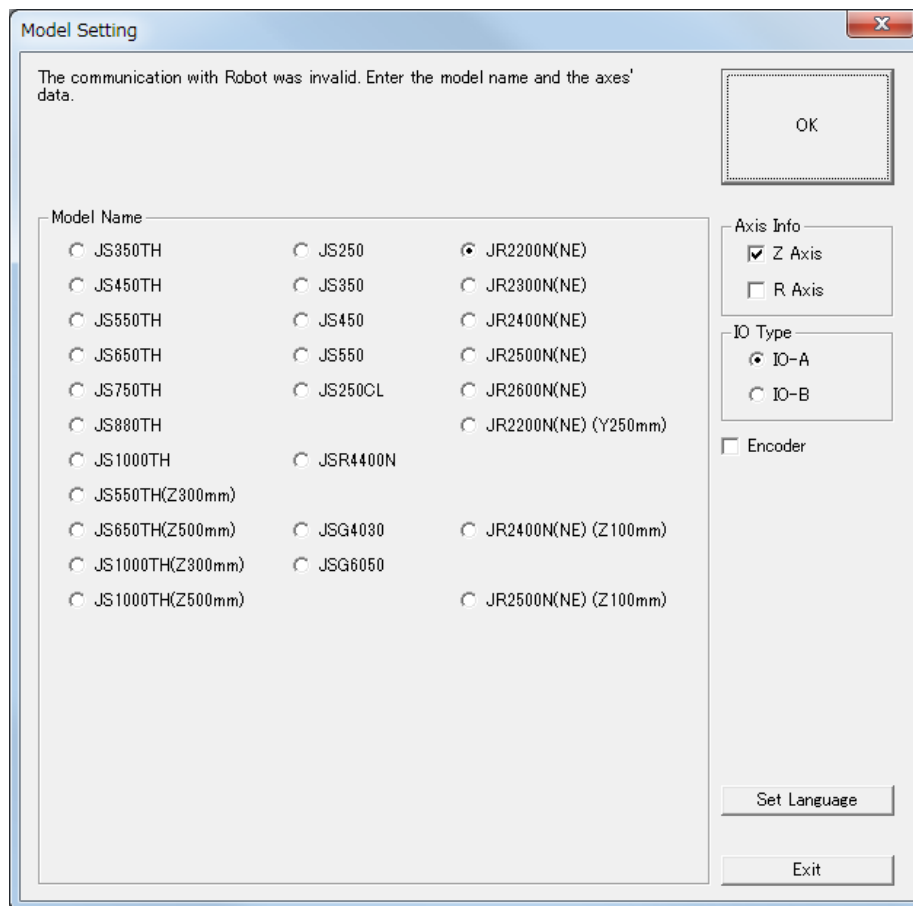 Model Setting
The communication with Robot was invalid. Enter the model name and the axes'
data.
OK
Model Name
JS350TH
JS450TH
JS550TH
JS650TH
JS750TH
JS880TH
JS1000TH
JS550TH(Z300mm)
JS650TH(Z500mm)
JS1000TH(Z300mm)
JS1000TH(Z500mm)
JS250
JS350
JS450
JS550
JS250CL
JSR4400N
JSG4030
JSG6050
JR2200N(NE)
JR2300N(NE)
JR2400N(NE)
JR2500N(NE)
JR2600N(NE)
JR2200N(NE) (Y250mm)
JR2400N(NE) (Z100mm)
JR2500N(NE) (Z100mm)
Axis Info
Z Axis
R Axis
IO Type
IO-A
IO-B
Encoder
Set Language
Exit